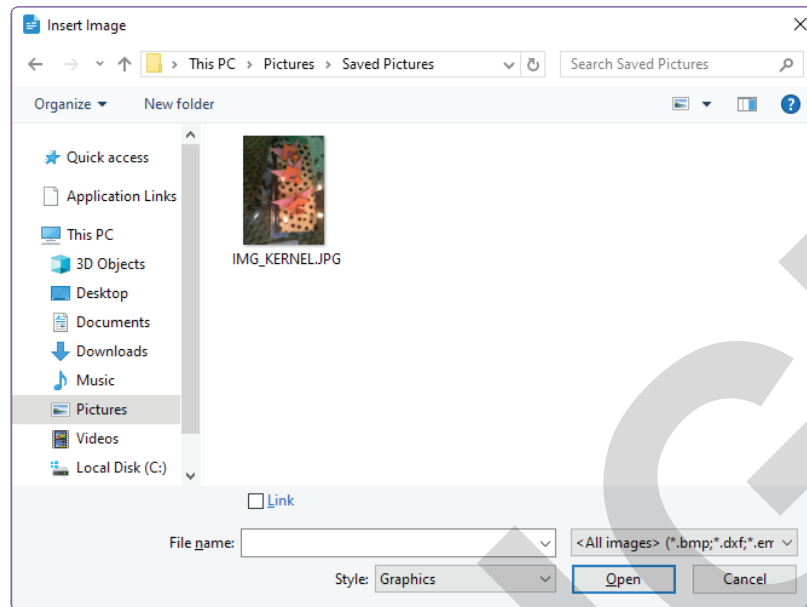 Insert Image
This PC > Pictures > Saved Pictures
Search Saved Pictures
Organize
New folder
Quick access
Application Links
This PC
3D Objects
Desktop
Documents
Downloads
Music
Pictures
Videos
Local Disk (C:)
IMG_KERNEL.JPG
Link
File name:
<All images> (*.bmp;*.dxf;*.em
Style: Graphics
Open
Cancel